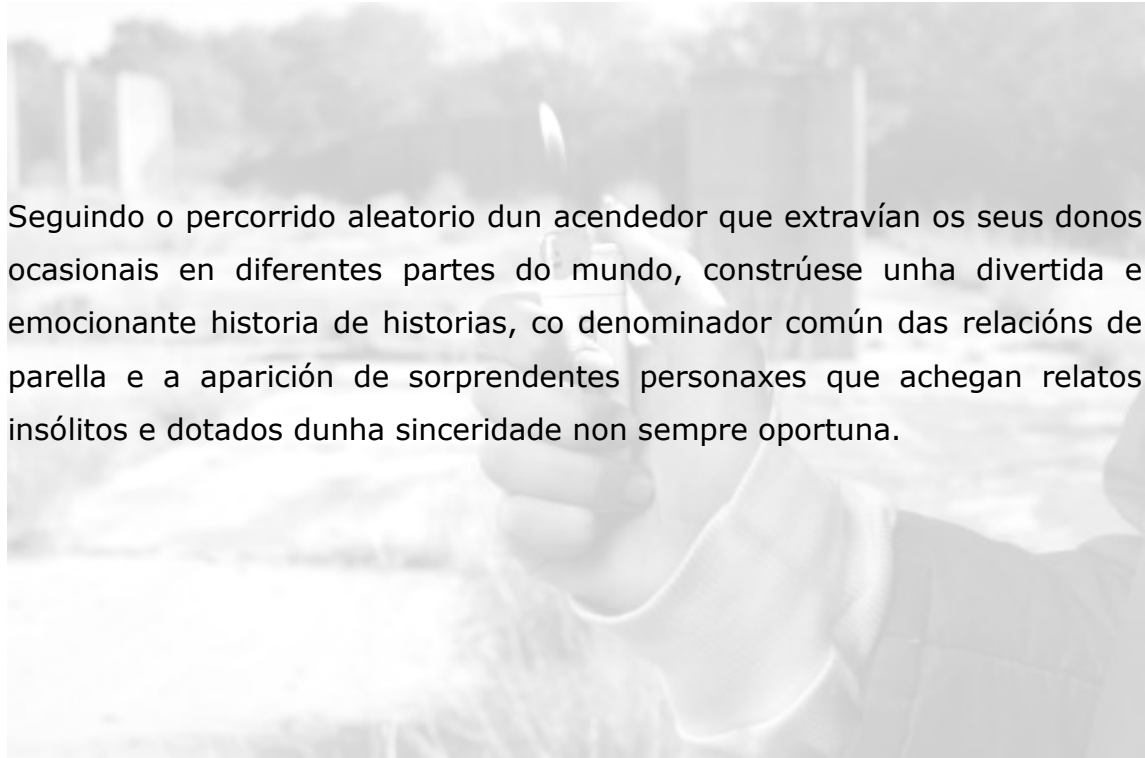 Seguindo o percorrido aleatorio dun acendedor que extravían os seus donos
ocasionais en diferentes partes do mundo, constrúese unha divertida e
emocionante historia de historias, co denominador común das relacións de
parella e a aparición de sorprendentes personaxes que achegan relatos
insólitos e dotados dunha sinceridade non sempre oportuna.